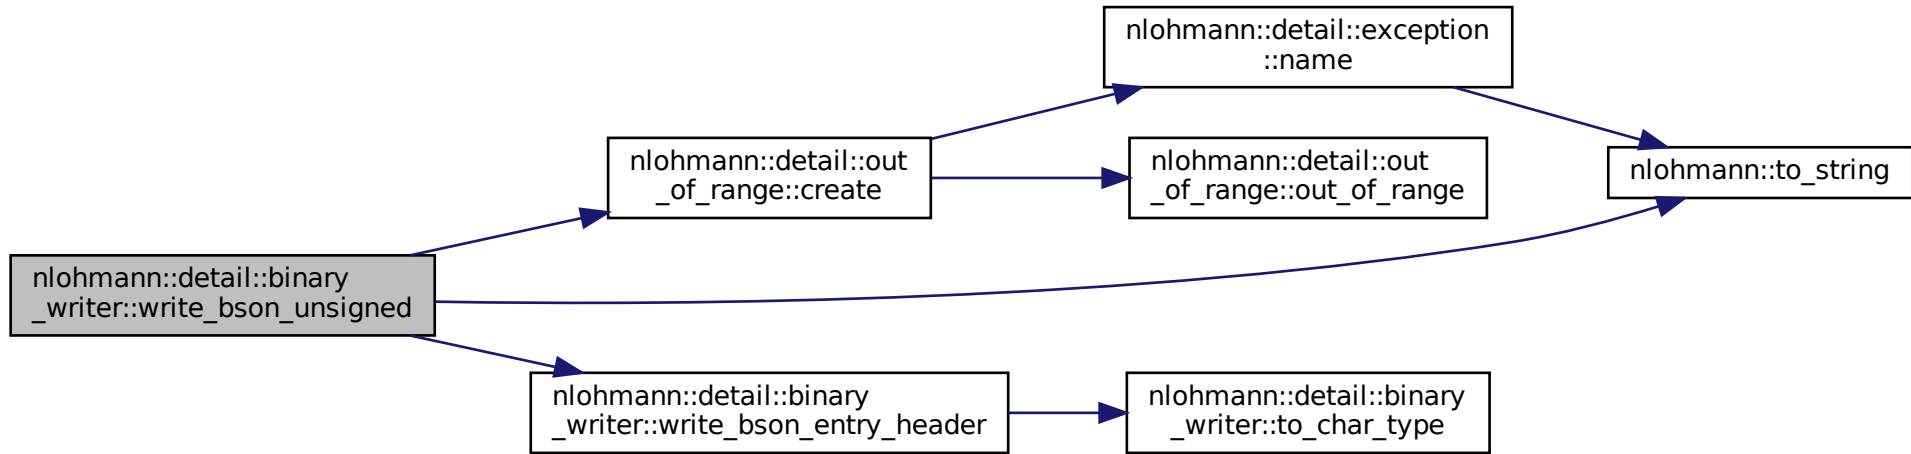 nlohmann::detail::exception
::name
nlohmann::detail::out
_of_range::create
nlohmann::detail::out
_of_range::out_of_range
nlohmann::to_string
nlohmann::detail::binary
_writer::write_bson_unsigned
nlohmann::detail::binary
_writer::write_bson_entry_header
nlohmann::detail::binary
_writer::to_char_type